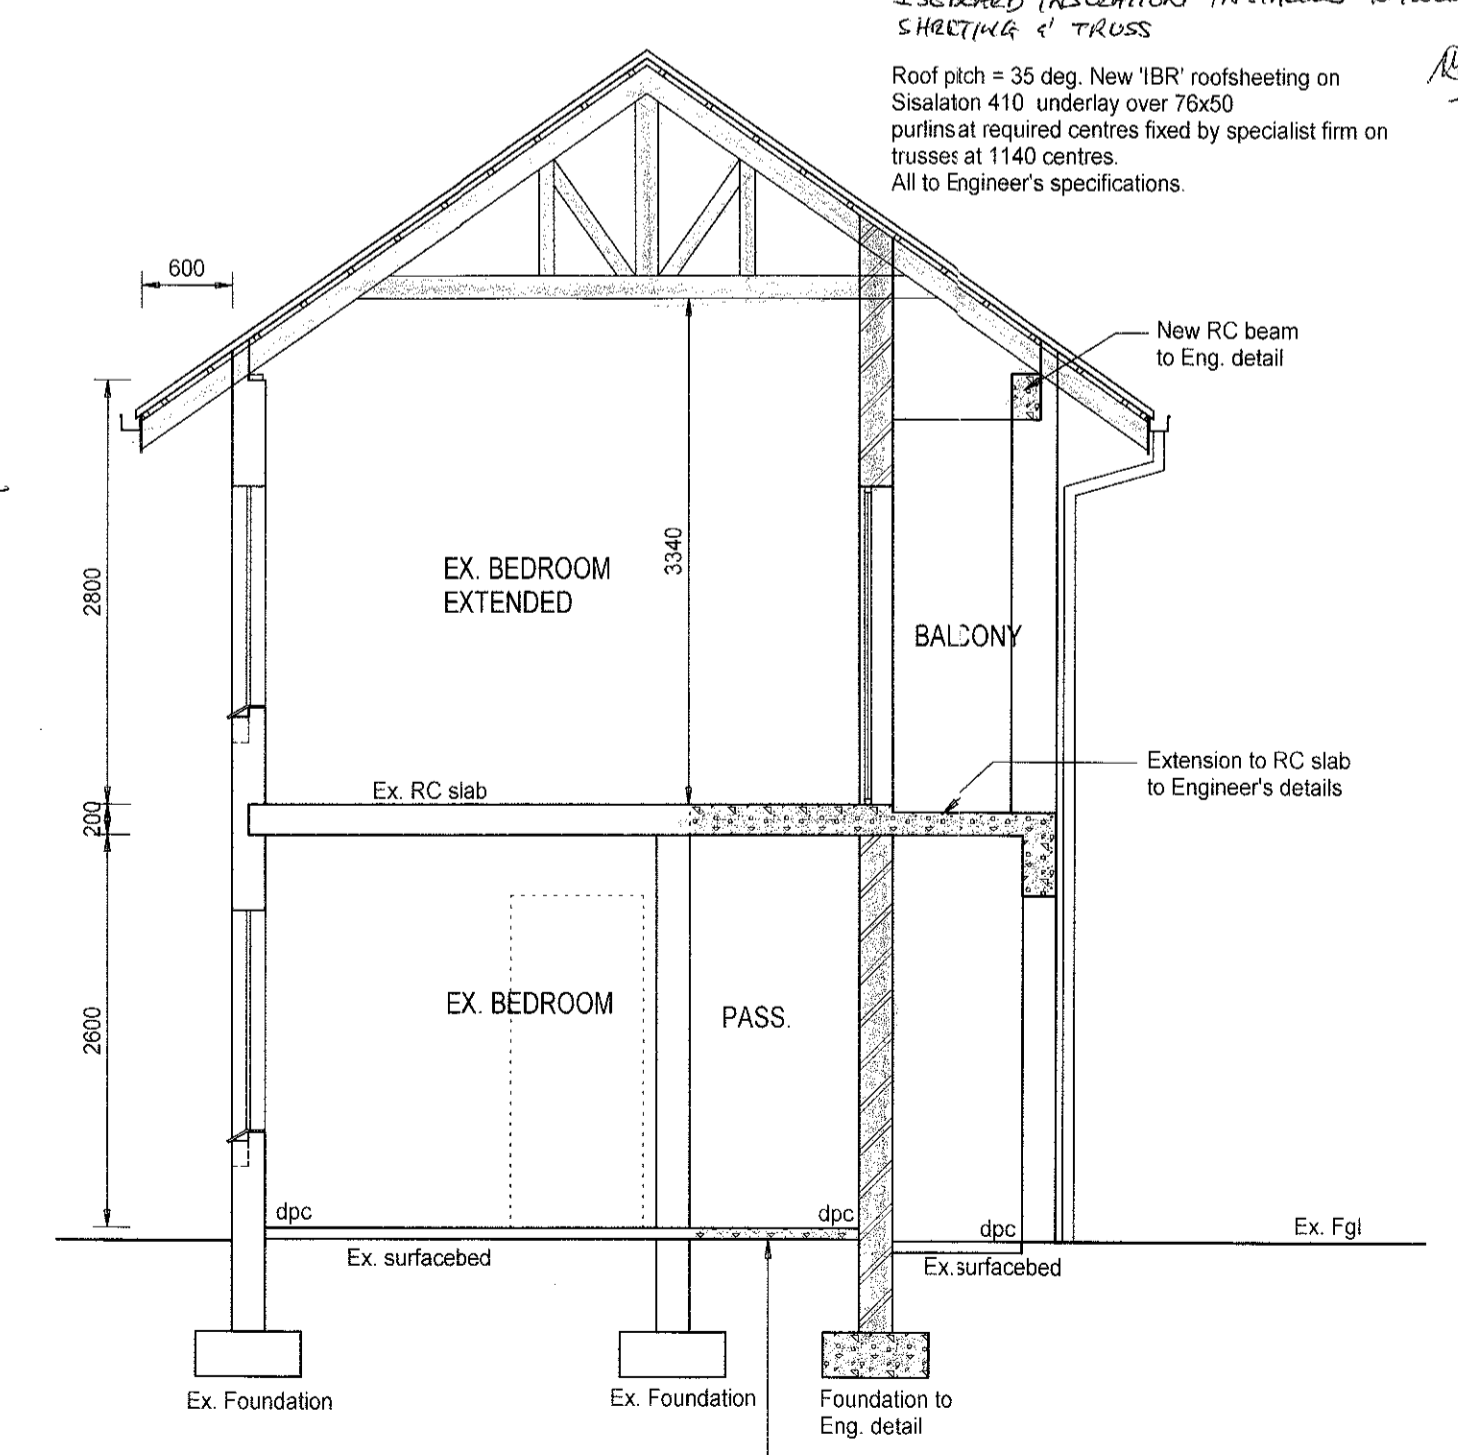 SHEETING & TRUSS
Roof pitch = 35 deg. New 'IBR' roofsheeting on
Sisalaton 410 underlay over 76x50
purlins at required centres fixed by specialist firm on
trusses at 1140 centres.
All to Engineer's specifications.
600
New RC beam
to Eng. detail
2800
3340
EX. BEDROOM
EXTENDED
BALCONY
Ex. RC slab
Extension to RC slab
to Engineer's details
200
2600
EX. BEDROOM
PASS.
dpc
dpc
dpc
Ex. Fgl
Ex. surfacebed
Ex. surfacebed
Ex. Foundation
Ex. Foundation
Foundation to
Eng. detail